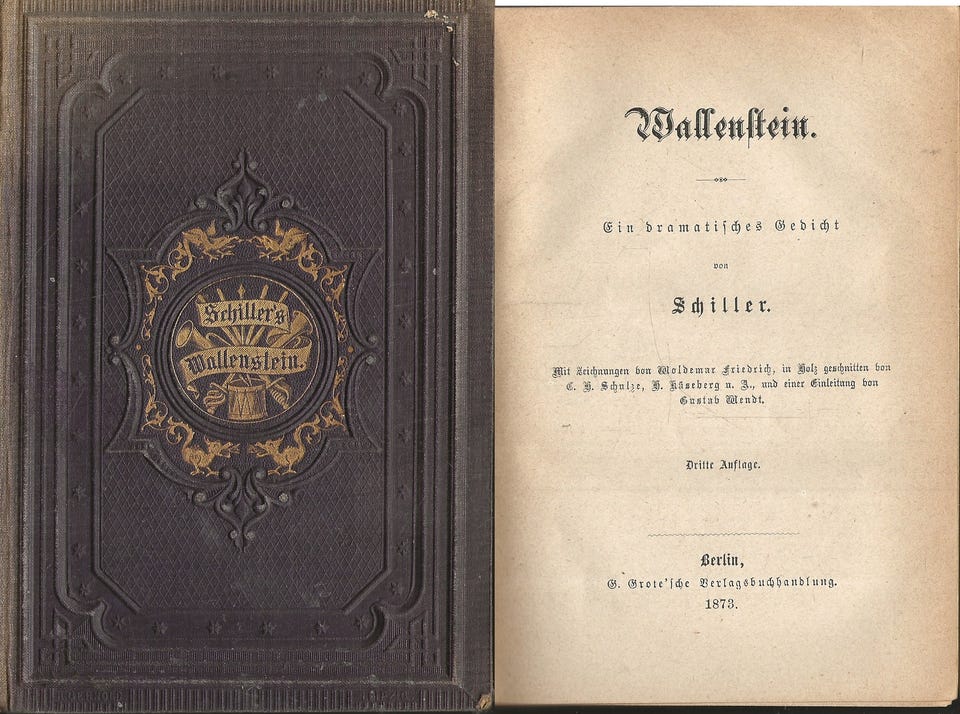 Schiller's
Wallenstein.
Wallenstein.
Ein dramatisches Gedicht
von
Schiller.
Mit Zeichnungen von Woldemar Friedrich, in Holz geschnitten von
C. H. Schulze, H. Käseberg u. A., und einer Einleitung von
Gustav Wendt.
Dritte Auflage.
Berlin,
G. Grote'sche Verlagsbuchhandlung.
1873.